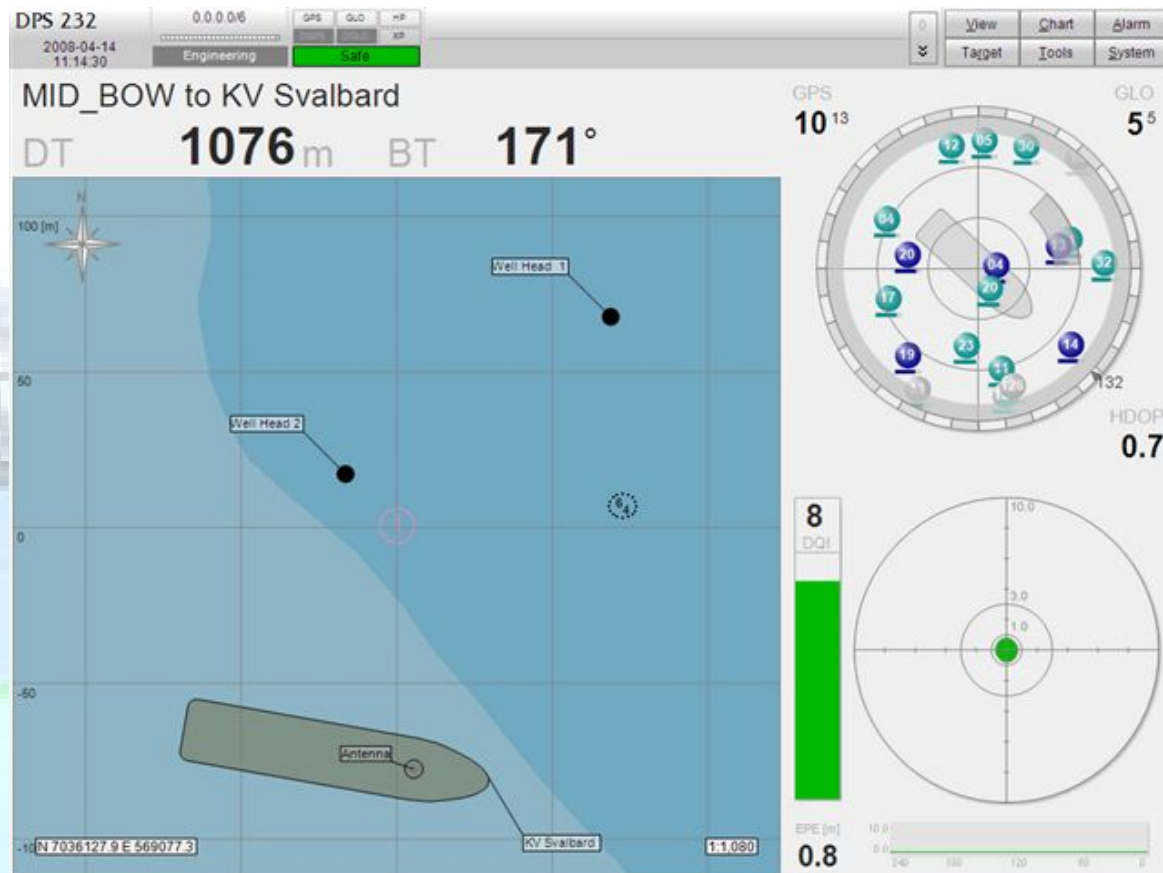 DPS 232
2008-04-14
11:14:30
0.0.0.0/6
Engineering
GPS GLO HP
DGPS DGLO XP
Safe
0
View Chart Alarm
Target Tools System
MID_BOW to KV Svalbard
DT 1076 m BT 171°
N
100 [m]
50
0
-50
Well Head 1
Well Head 2
Antenna
KV Svalbard
N 7036127.9 E 569077.3
1:1,080
GPS
10 13
GLO
5 5
12 05 30
04
20
13
04
32
17
20
23
19
14
11
128
132
HDOP
0.7
8
DQI
10.0
3.0
1.0
EPE [m]
0.8
10.0
0.0
240 180 120 60 0